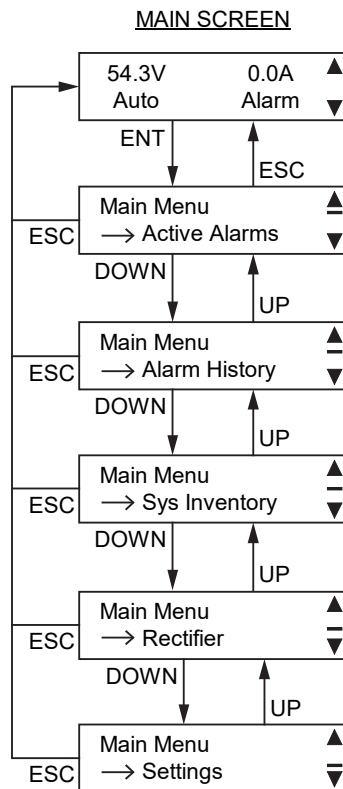 MAIN SCREEN
54.3V 0.0A
Auto Alarm
ENT
ESC
Main Menu
→ Active Alarms
ESC
DOWN
UP
Main Menu
→ Alarm History
ESC
DOWN
UP
Main Menu
→ Sys Inventory
ESC
DOWN
UP
Main Menu
→ Rectifier
ESC
DOWN
UP
Main Menu
→ Settings
ESC